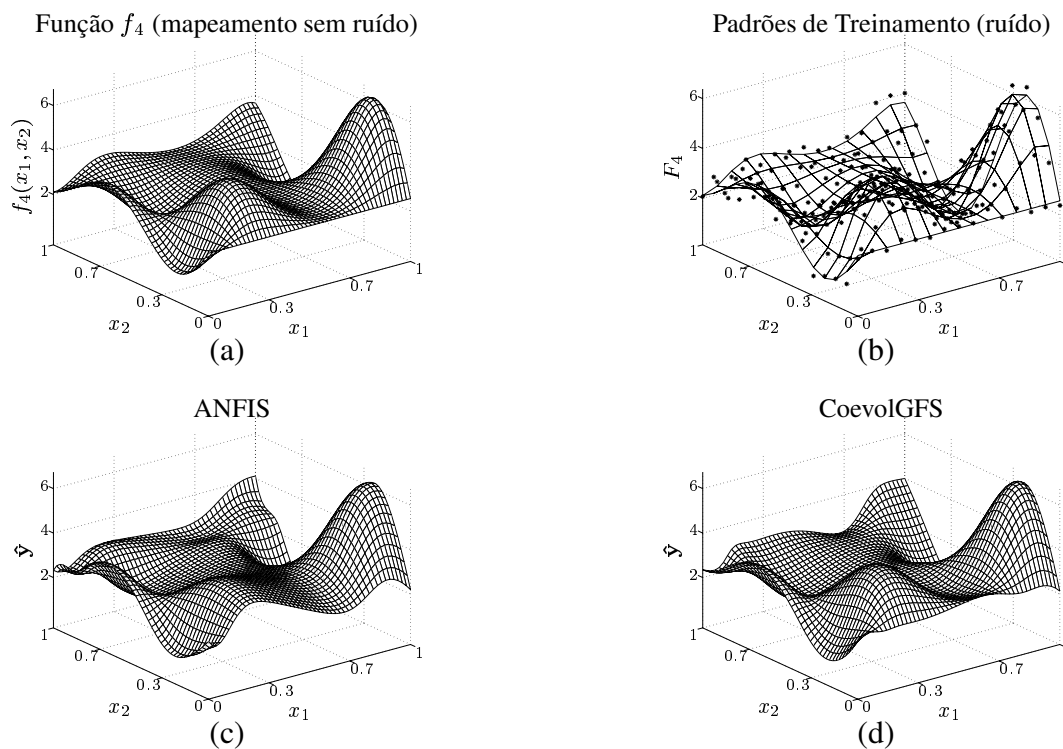 Função f₄ (mapeamento sem ruído)
6
4
2
f₄(x₁, x₂)
1
0.7
0.3
0
x₂
0
0.3
0.7
1
x₁
(a)
Padrões de Treinamento (ruído)
6
4
2
F₄
1
0.7
0.3
0
x₂
0
0.3
0.7
x₁
(b)
ANFIS
6
4
2
ŷ
1
0.7
0.3
0
x₂
0
0.3
0.7
1
x₁
(c)
CoevolGFS
6
4
2
ŷ
1
0.7
0.3
0
x₂
0
0.3
0.7
x₁
(d)